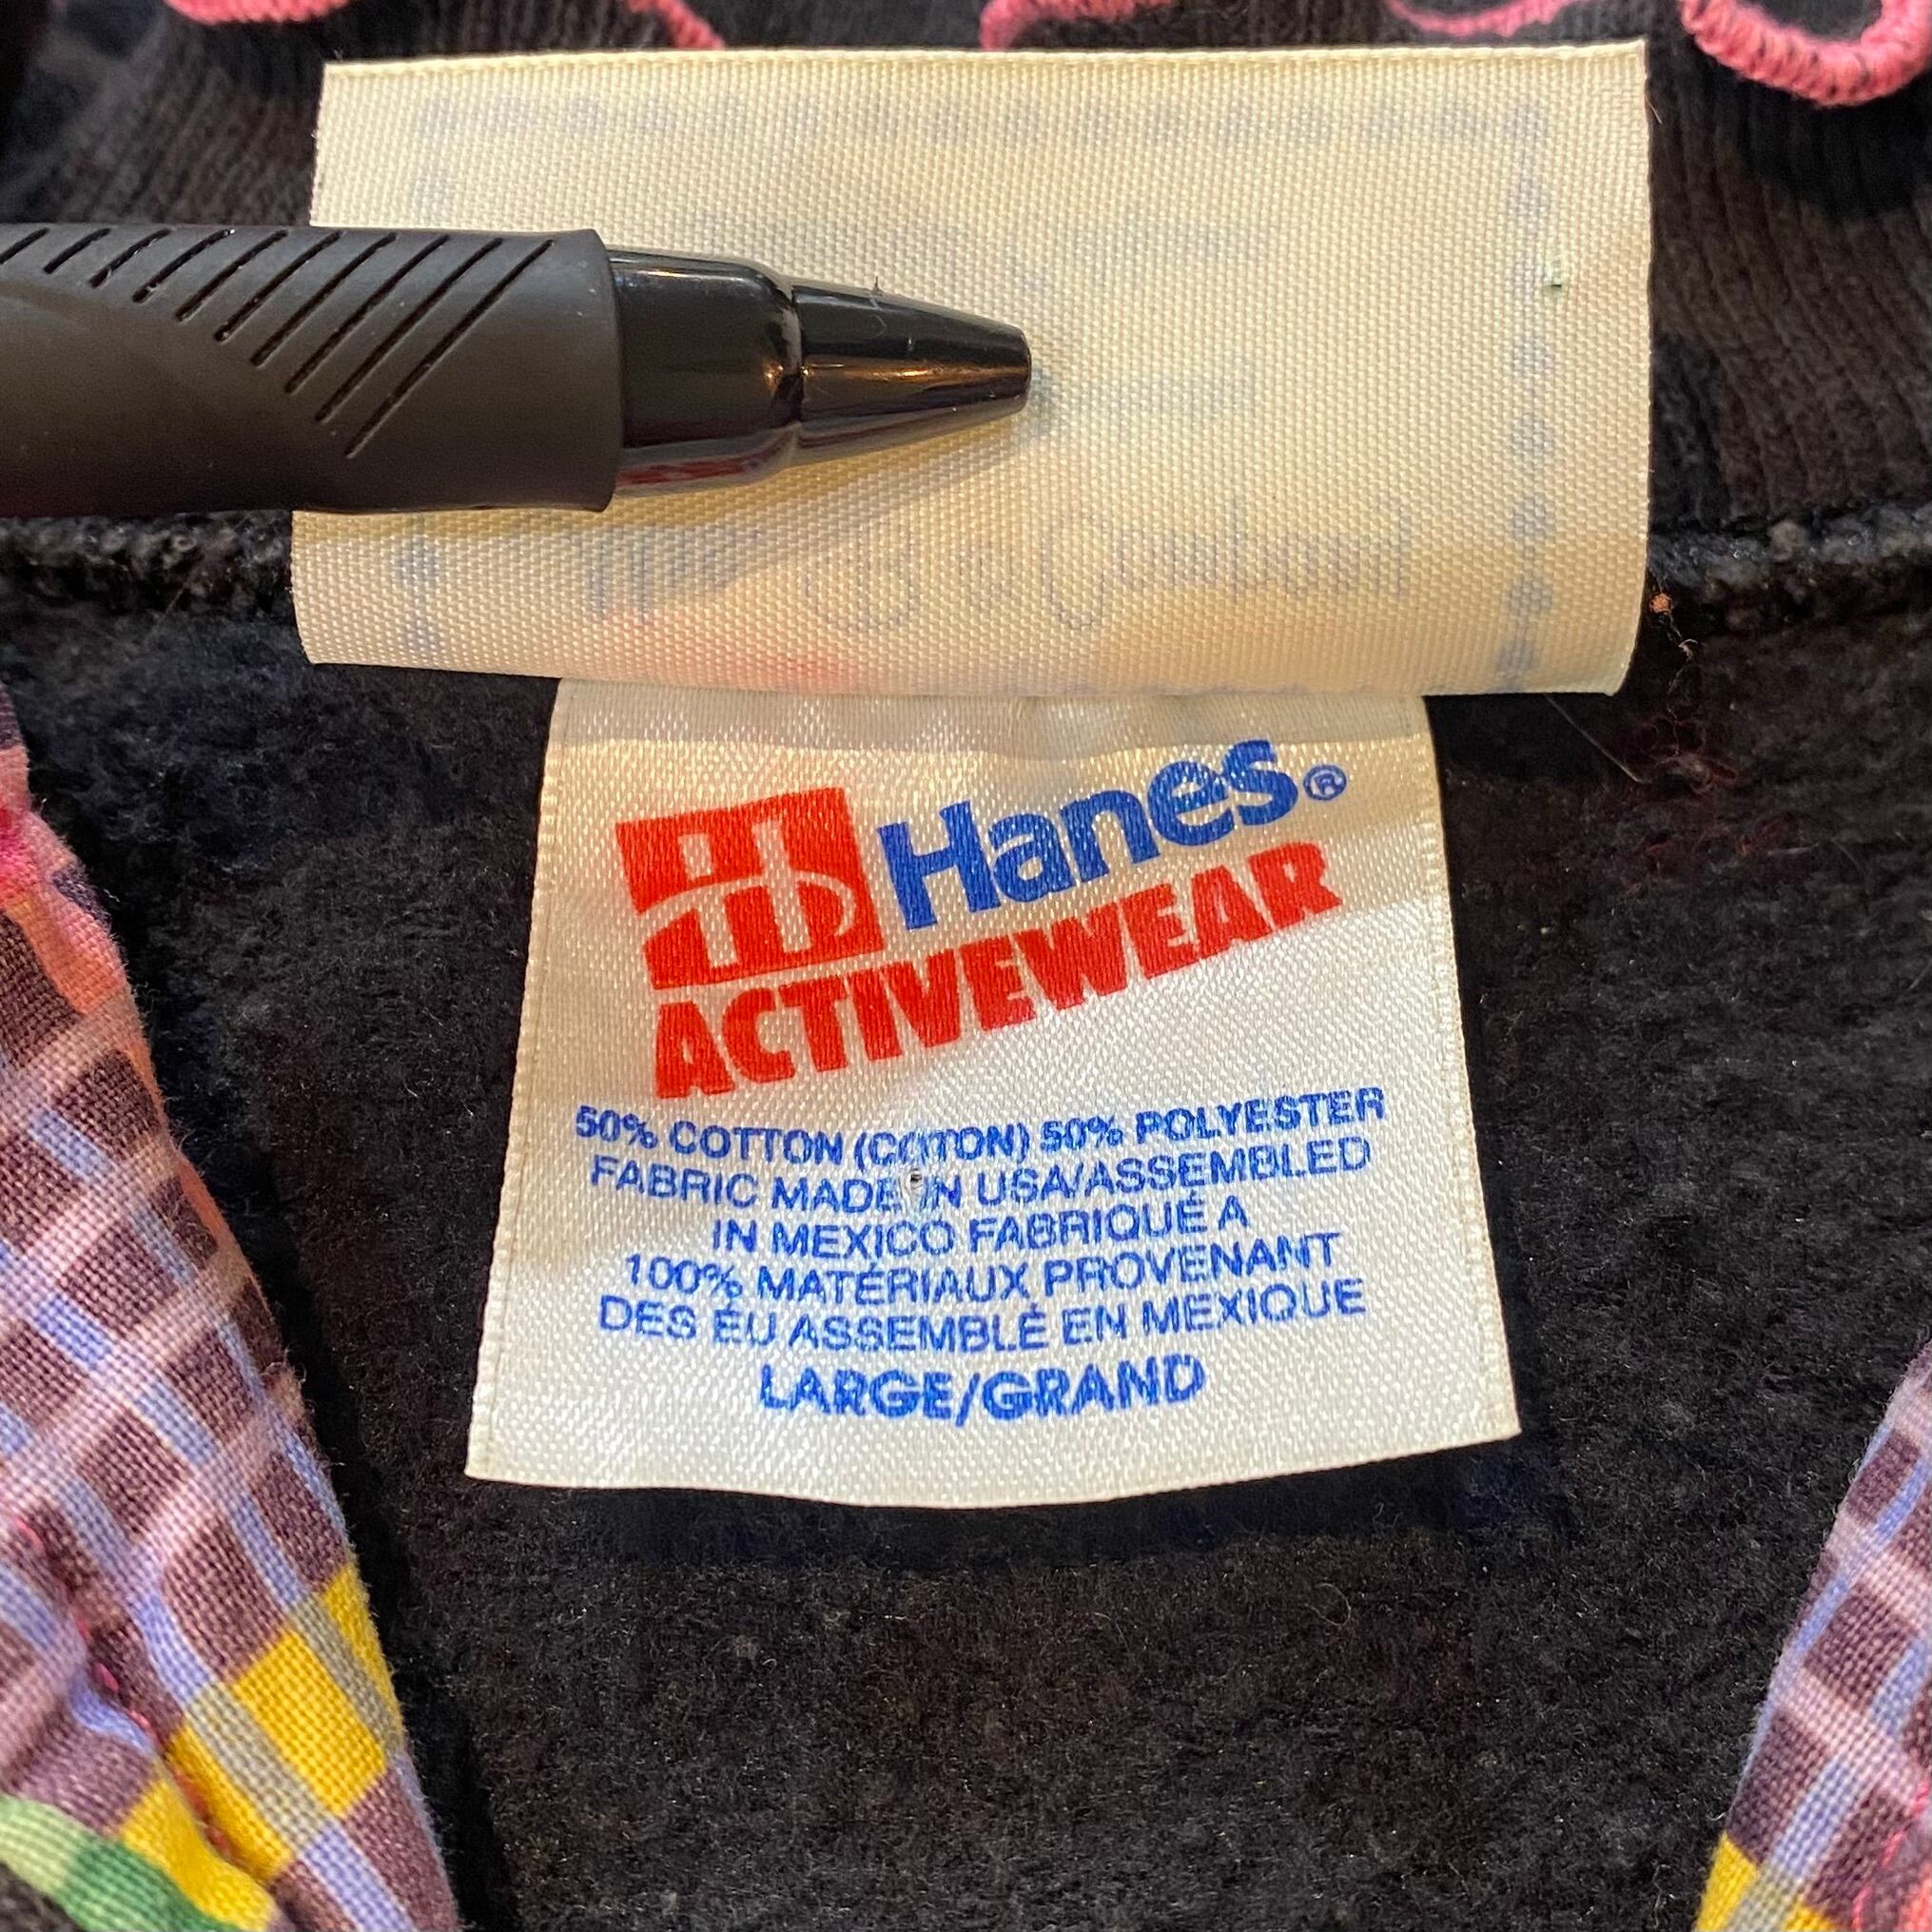 Hanes®
ACTIVEWEAR
50% COTTON (COTON) 50% POLYESTER
FABRIC MADE IN USA/ASSEMBLED
IN MEXICO FABRIQUÉ A
100% MATÉRIAUX PROVENANT
DES ÉU ASSEMBLÉ EN MEXIQUE
LARGE/GRAND